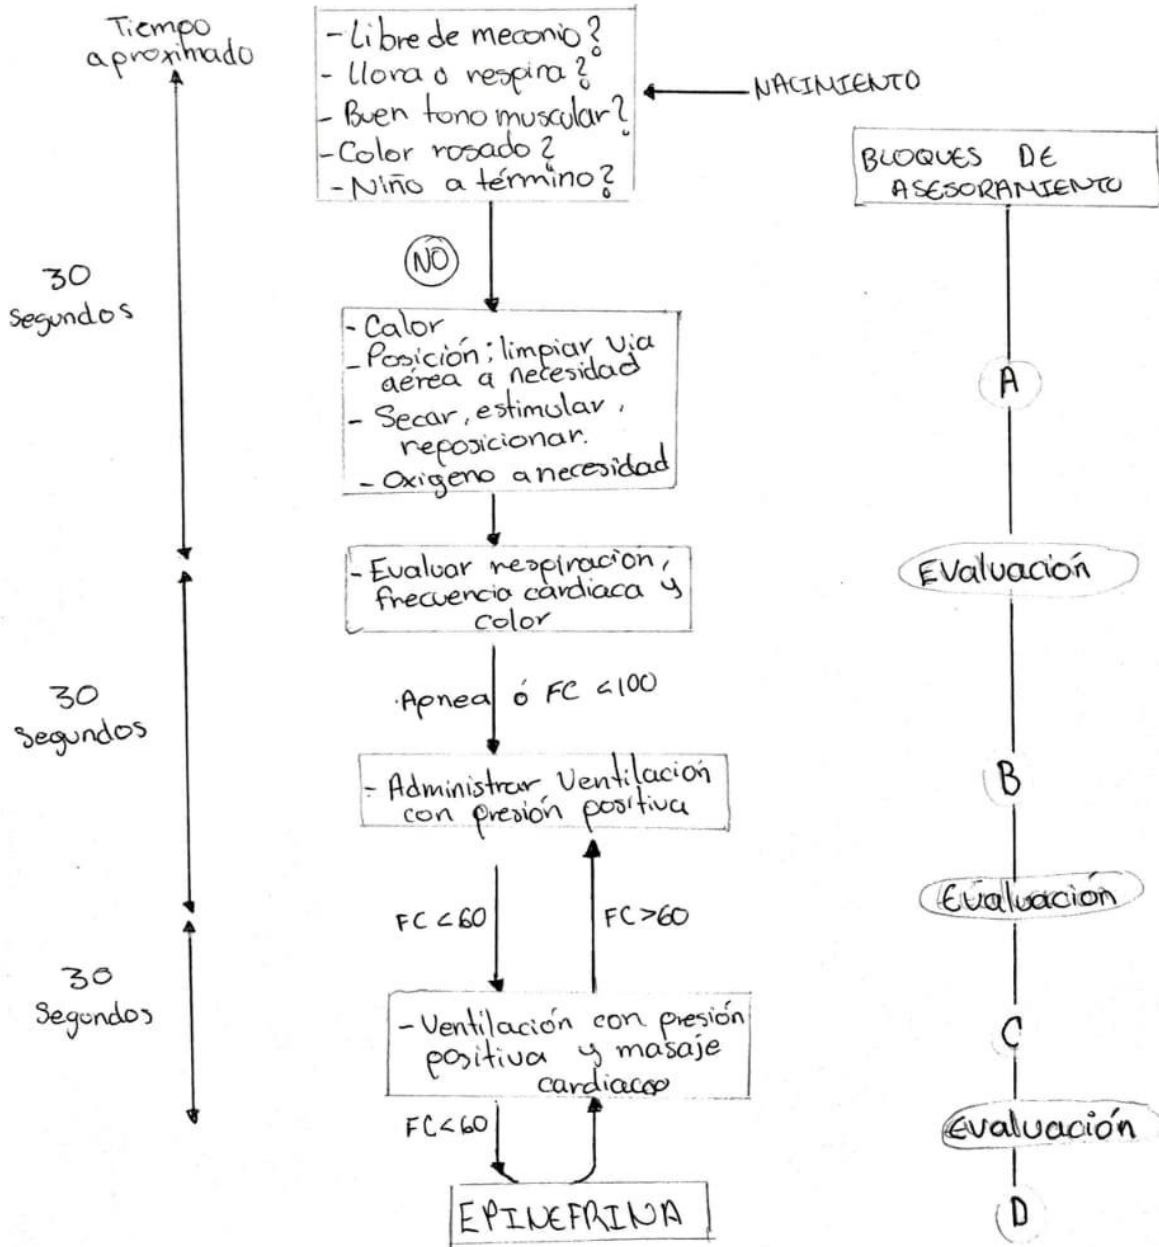 Tiempo
aproximado
- Libre de meconio?
- Llora o respira?
- Buen tono muscular?
- Color rosado?
- Niño a término?
NACIMIENTO
BLOQUES DE
ASESORAMIENTO
30
segundos
NO
- Calor
- Posición; limpiar via
aérea a necesidad
- Secar, estimular,
reposicionar.
- Oxigeno a necesidad
A
- Evaluar respiracion,
frecuencia cardiaca y
color
Evaluación
30
segundos
Apnea ó FC <100
- Administrar Ventilacion
con presión positiva
B
Evaluación
FC <60
FC>60
30
segundos
- Ventilación con presión
positiva y masaje
cardiaco
C
FC<60
Evaluación
EPINEFRINA
D